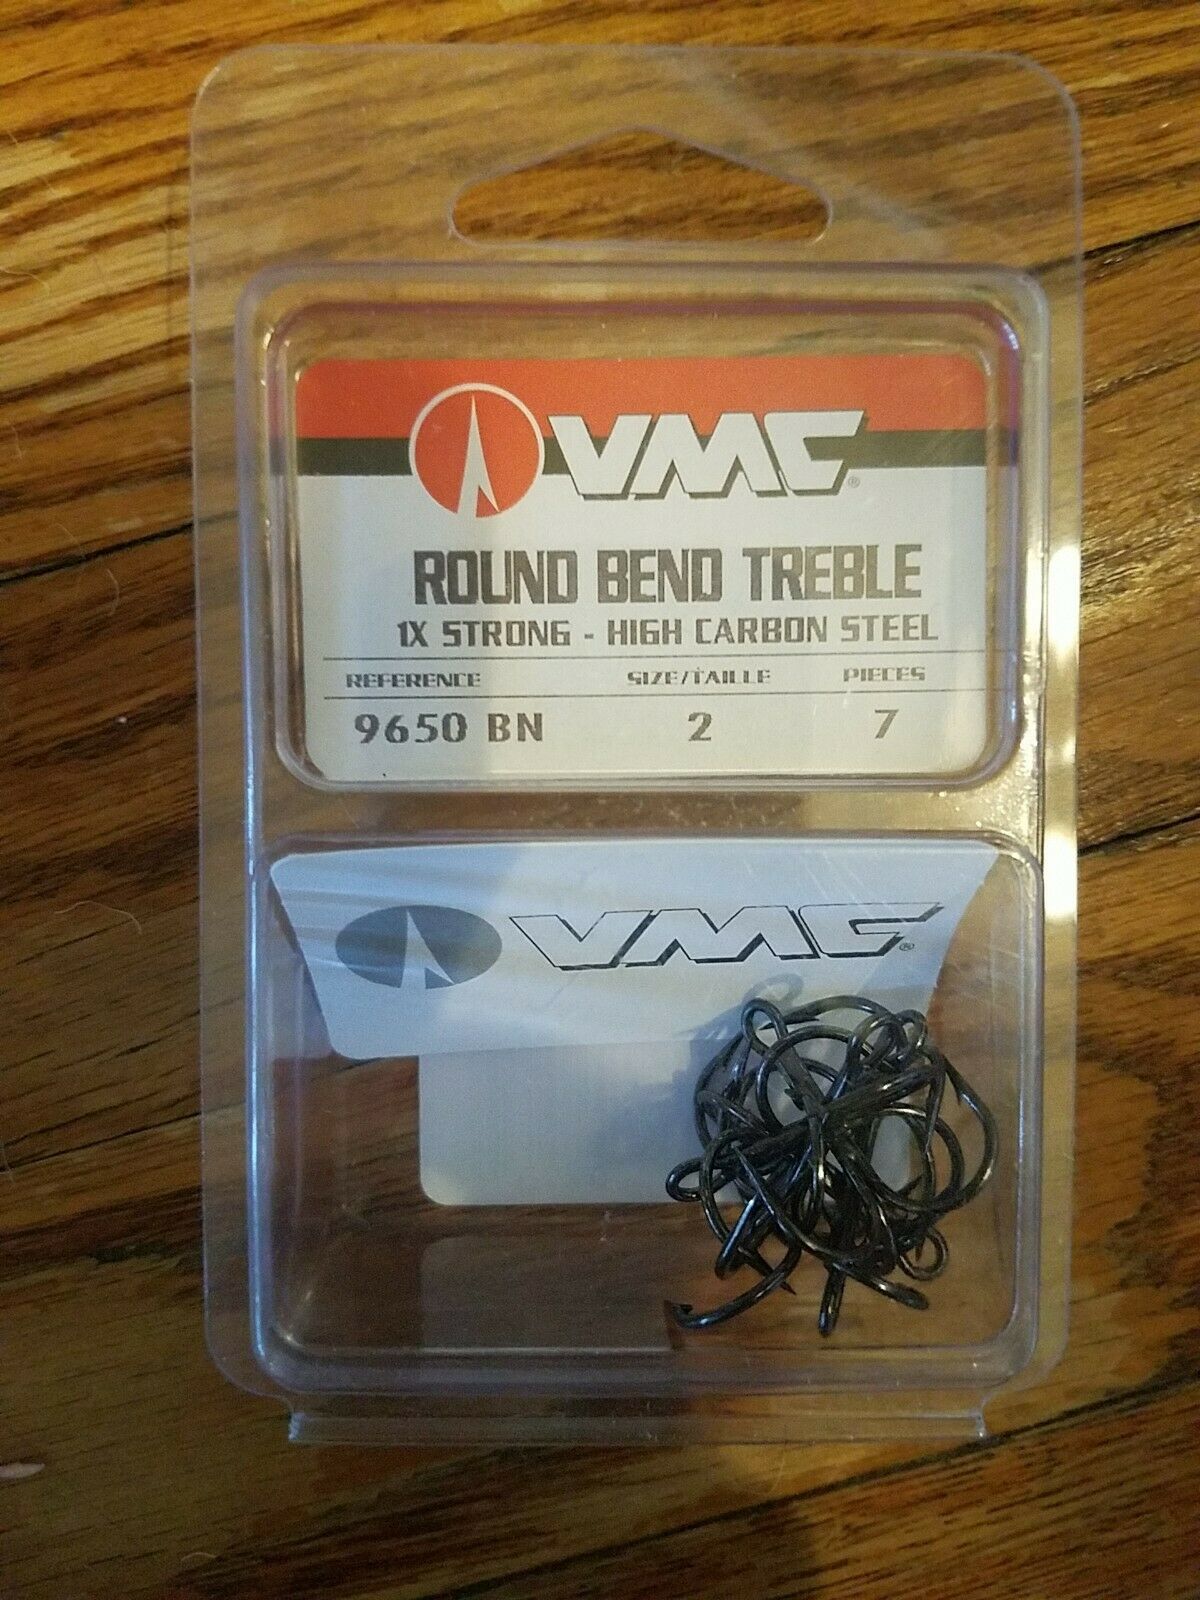 VMC®
ROUND BEND TREBLE
1X STRONG - HIGH CARBON STEEL
REFERENCE SIZE/TAILLE PIECES
9650 BN 2 7
VMC®